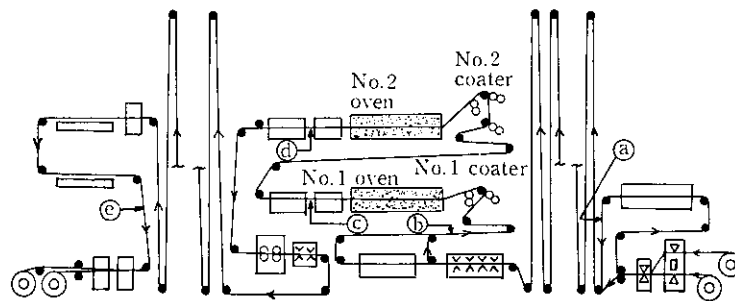 No.2
coater
No.2
oven
a
d
No.1 oven
No.1 coater
e
c
b